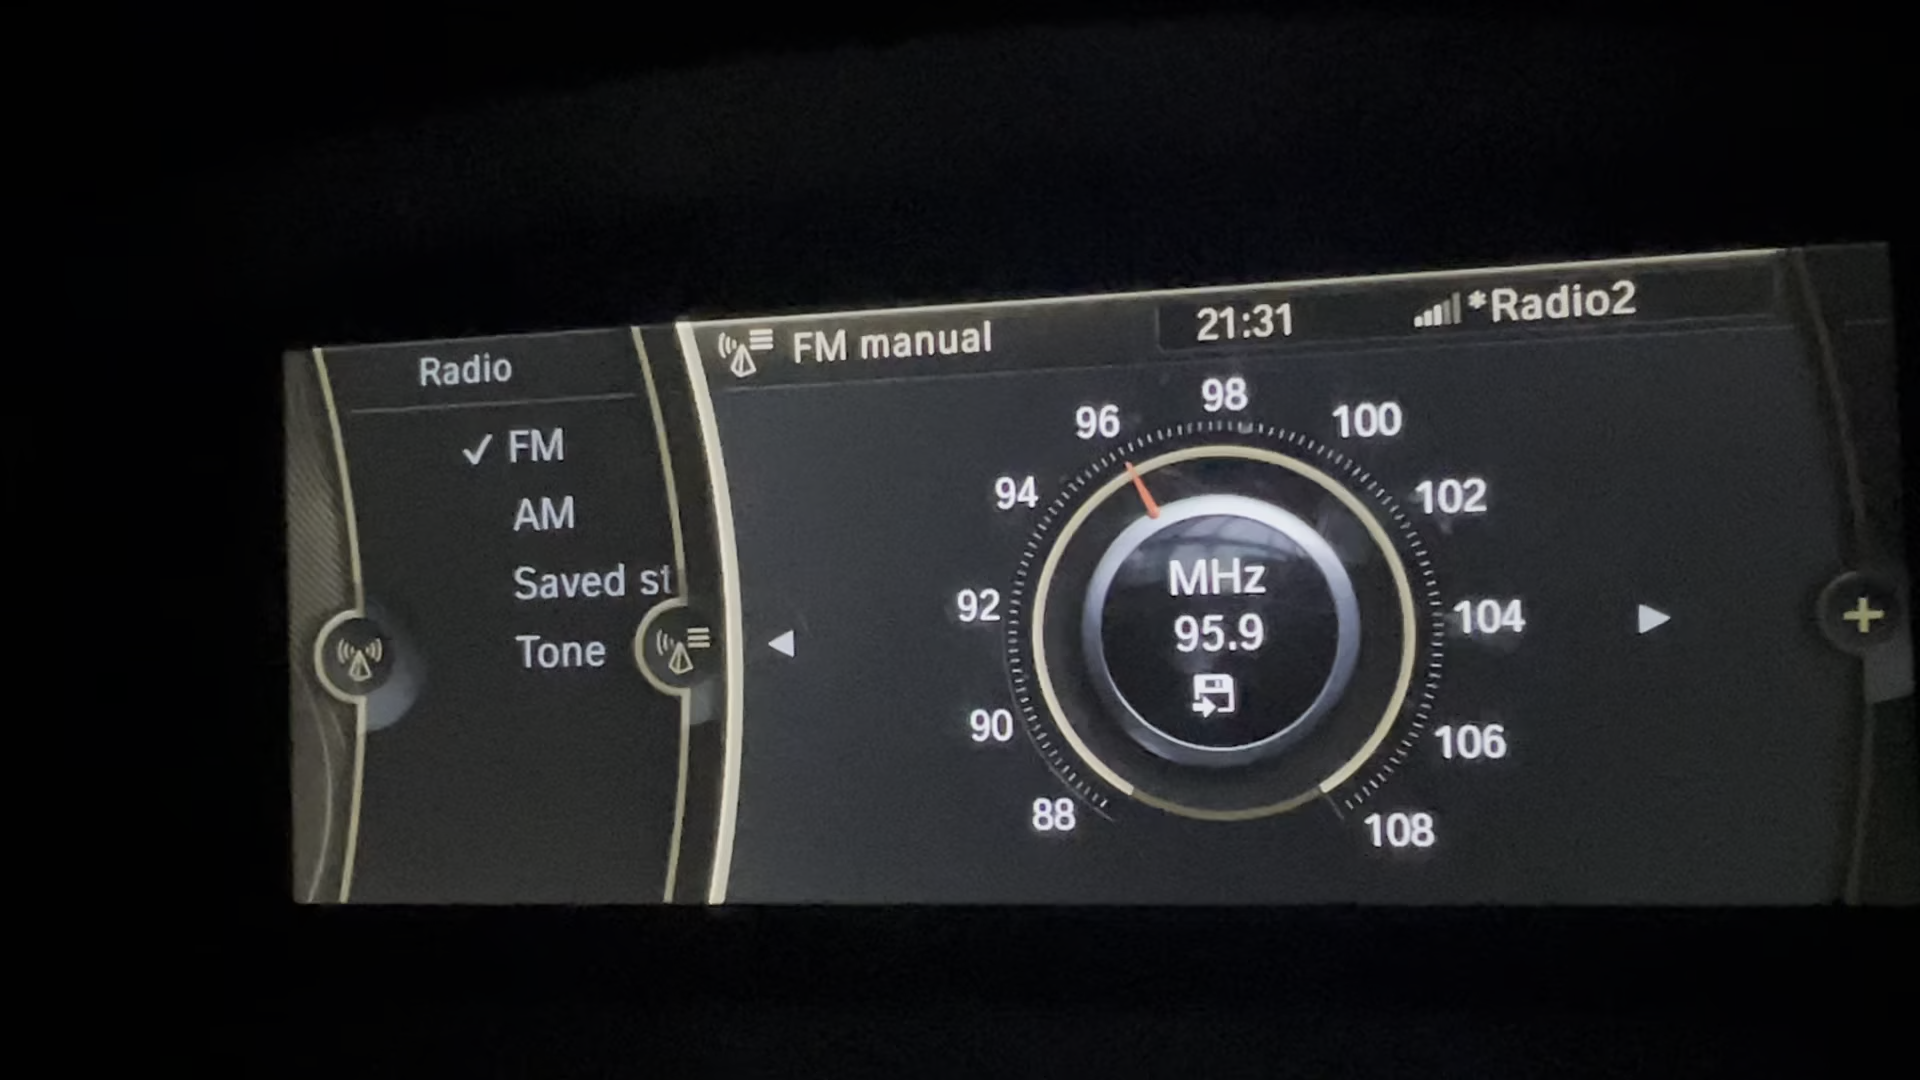 Radio
✓ FM
AM
Saved st
Tone
FM manual
21:31
*Radio2
98
96
100
94
102
92
104
90
106
88
108
MHz
95.9
+